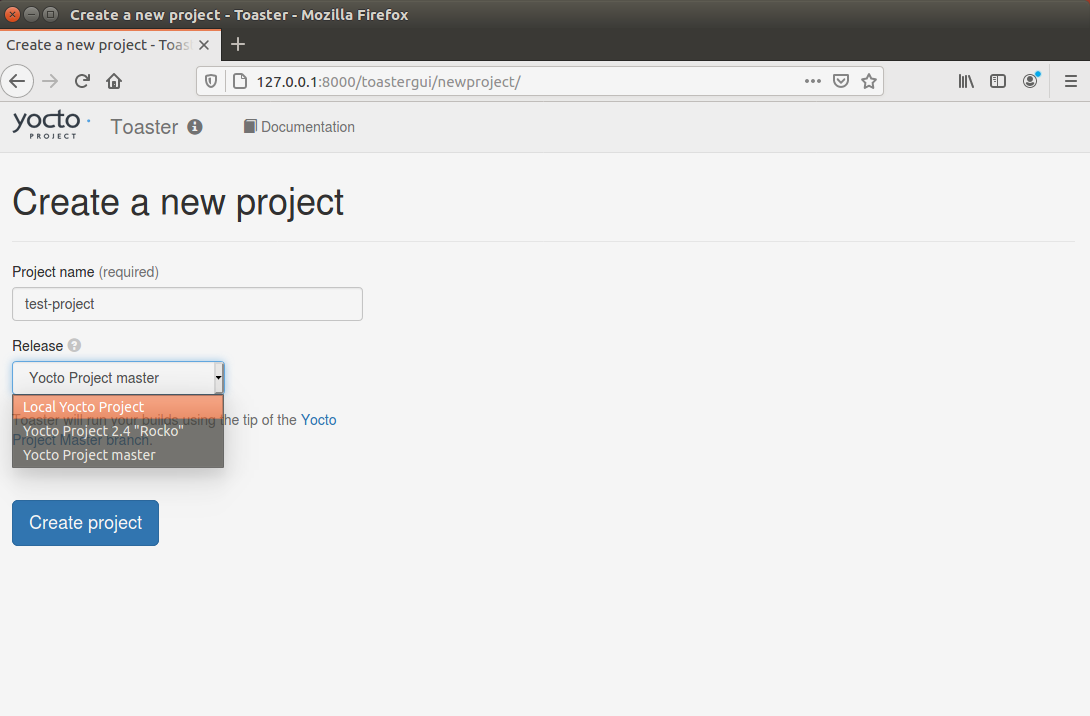 Create a new project - Toaster - Mozilla Firefox
Create a new project - Toas
127.0.0.1:8000/toastergui/newproject/
yocto
PROJECT
Toaster
Documentation
Create a new project
Project name (required)
test-project
Release
Yocto Project master
Local Yocto Project
Toaster will run your builds using the tip of the Yocto
Yocto Project 2.4 "Rocko"
Project Master branch.
Yocto Project master
Create project